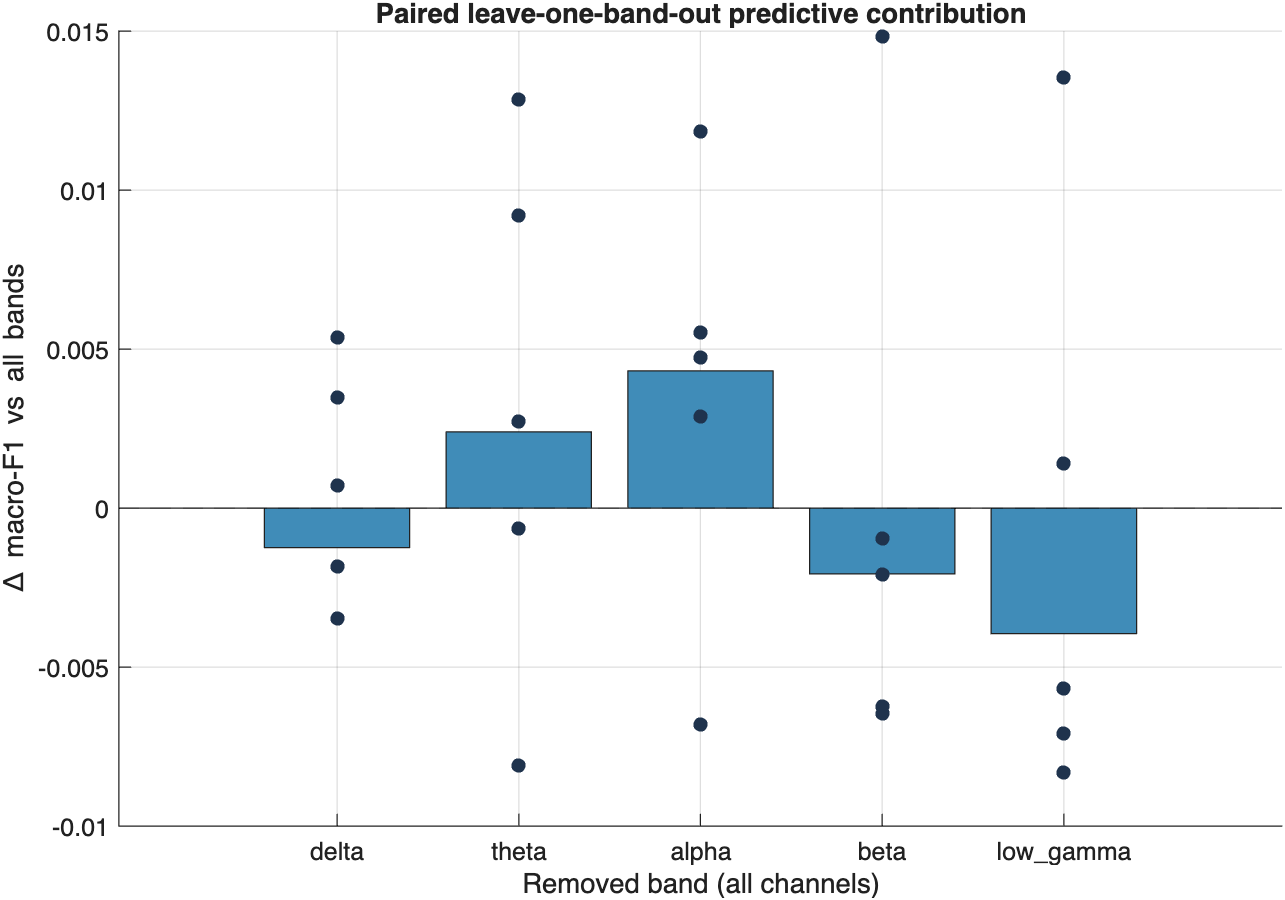 Paired leave-one-band-out predictive contribution
0.015
0.01
0.005
0
-0.005
-0.01
Δ macro-F1 vs all bands
delta theta alpha beta low_gamma
Removed band (all channels)